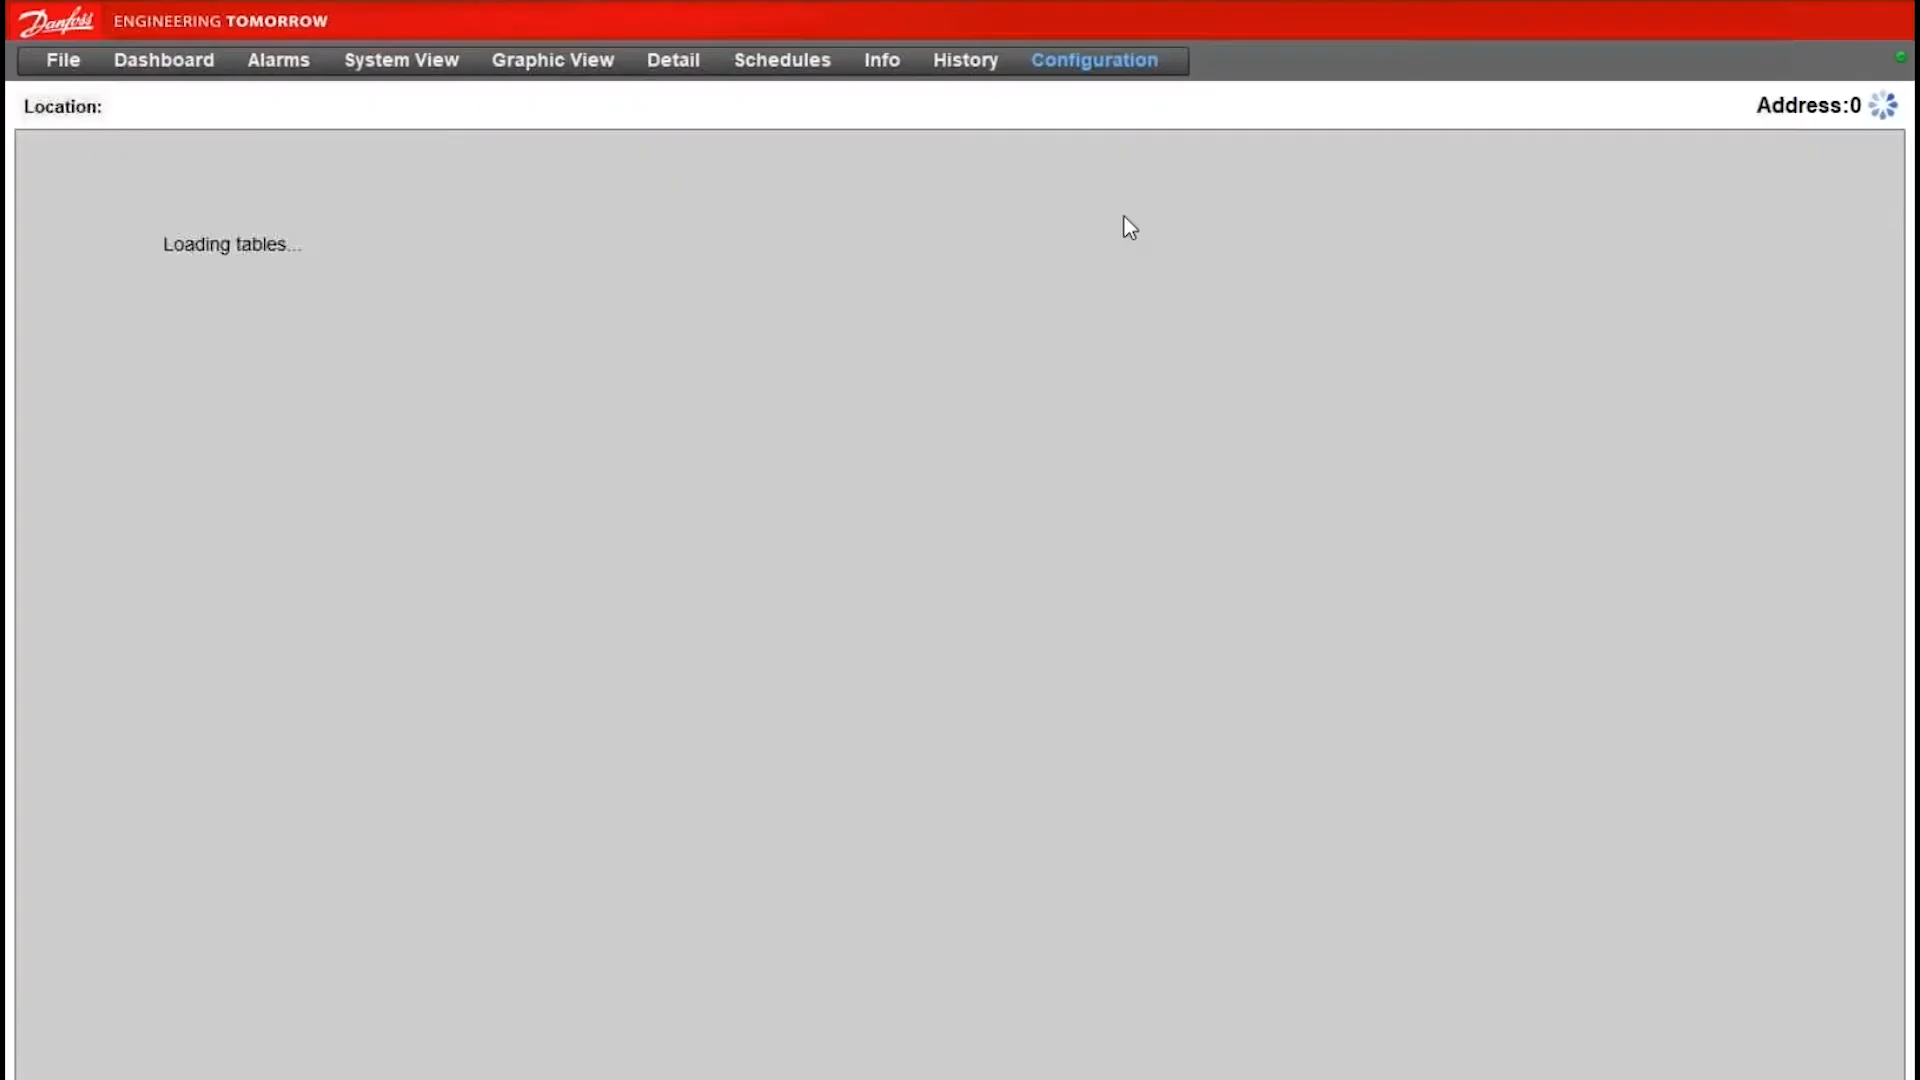 Danfoss ENGINEERING TOMORROW
File Dashboard Alarms System View Graphic View Detail Schedules Info History Configuration
Location: Address:0
Loading tables...